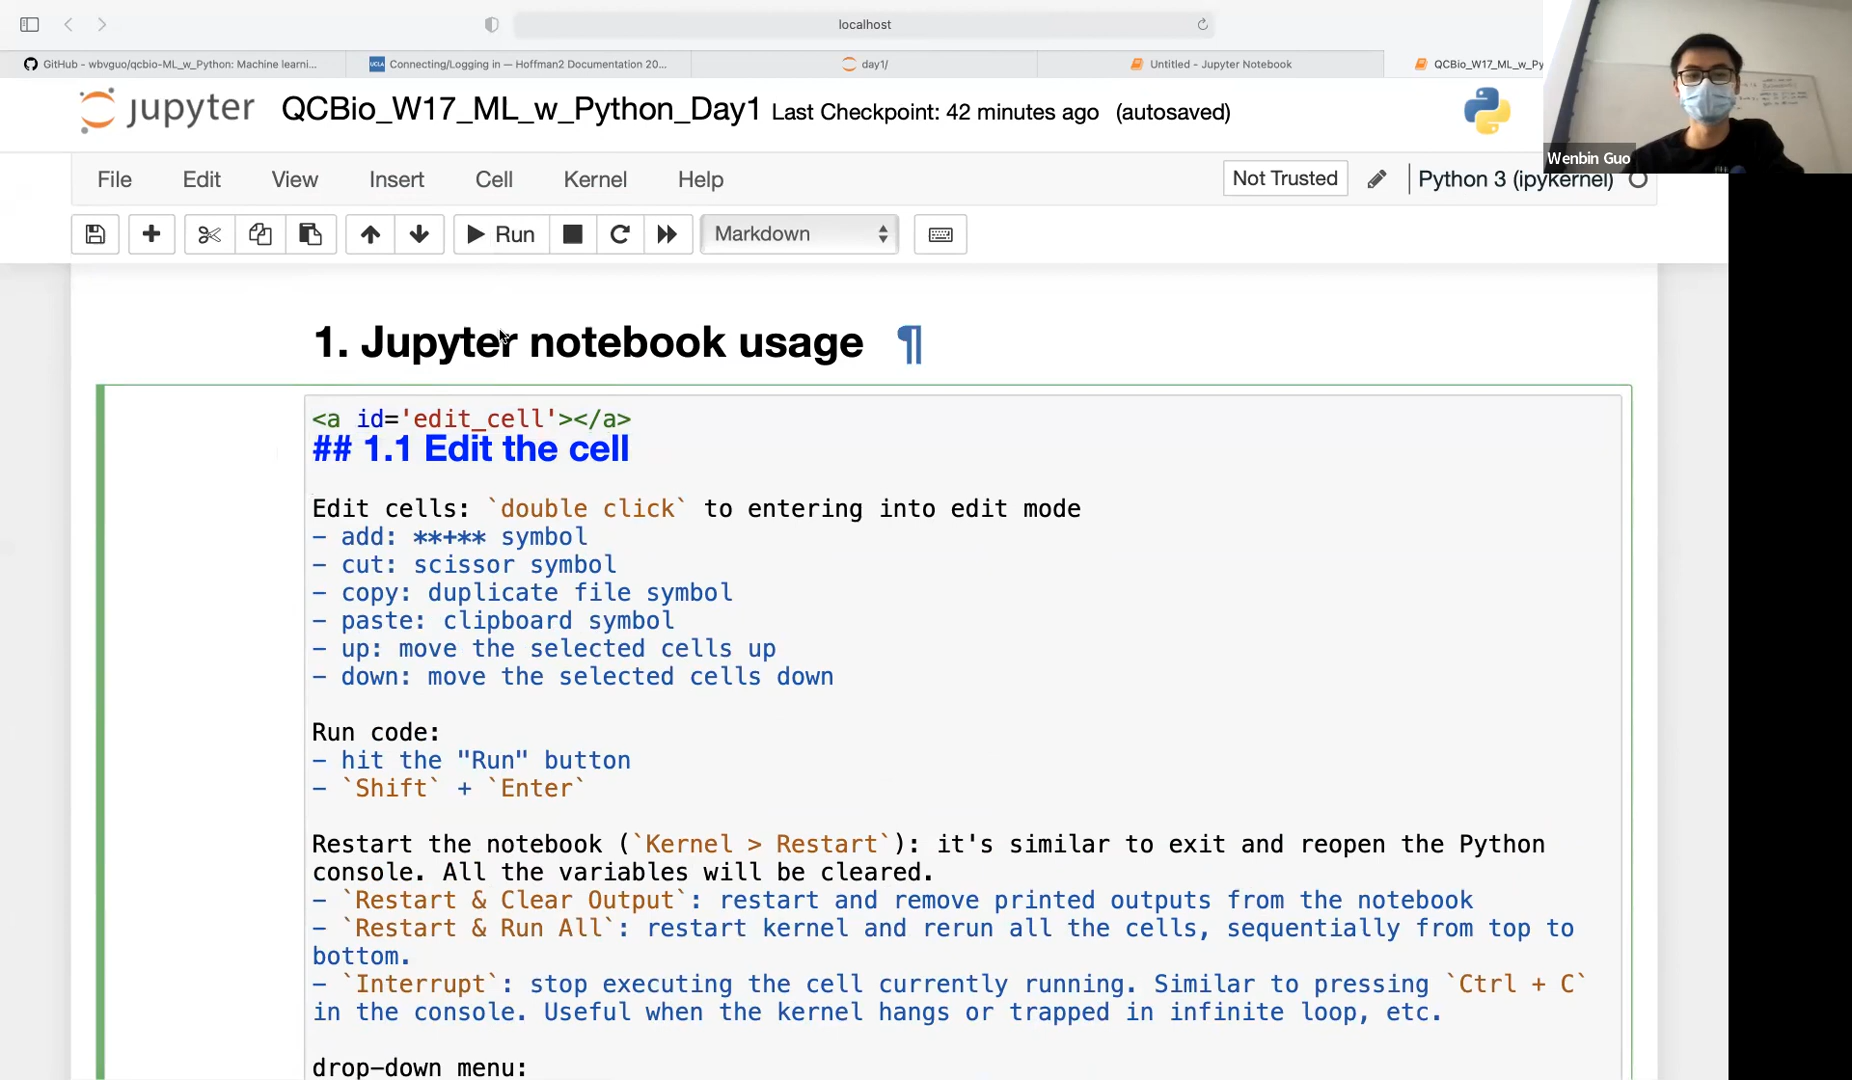 localhost
GitHub - wbvguo/qcbio-ML_w_Python: Machine learni...
UCLA
Connecting/Logging in — Hoffman2 Documentation 20...
day1/
Untitled - Jupyter Notebook
QCBio_W17_ML_w_Py
jupyter QCBio_W17_ML_w_Python_Day1 Last Checkpoint: 42 minutes ago (autosaved)
Wenbin Guo
File Edit View Insert Cell Kernel Help
Not Trusted
Python 3 (ipykernel)
Run
Markdown
1. Jupyter notebook usage ¶
<a id='edit_cell'></a>
## 1.1 Edit the cell
Edit cells: `double click` to entering into edit mode
- add: **+** symbol
- cut: scissor symbol
- copy: duplicate file symbol
- paste: clipboard symbol
- up: move the selected cells up
- down: move the selected cells down
Run code:
- hit the "Run" button
- `Shift` + `Enter`
Restart the notebook (`Kernel > Restart`): it's similar to exit and reopen the Python
console. All the variables will be cleared.
- `Restart & Clear Output`: restart and remove printed outputs from the notebook
- `Restart & Run All`: restart kernel and rerun all the cells, sequentially from top to
bottom.
- `Interrupt`: stop executing the cell currently running. Similar to pressing `Ctrl + C`
in the console. Useful when the kernel hangs or trapped in infinite loop, etc.
drop-down menu: